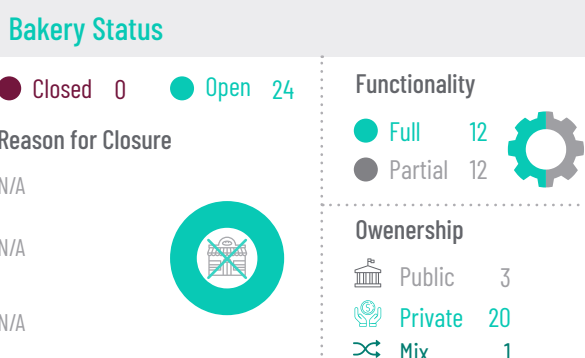 Bakery Status
Closed 0 Open 24
Reason for Closure
N/A
N/A
N/A
Functionality
Full 12
Partial 12
Owenership
Public 3
Private 20
Mix 1